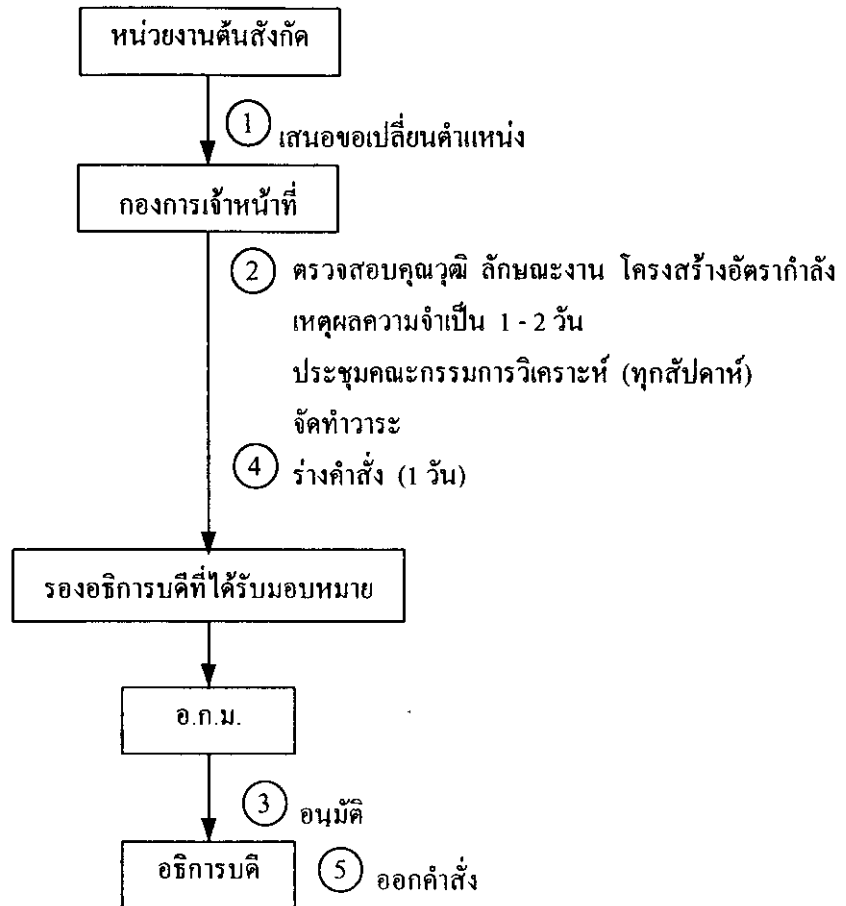 หน่วยงานต้นสังกัด
1 เสนอขอเปลี่ยนตำแหน่ง
กองการเจ้าหน้าที่
2 ตรวจสอบคุณวุฒิ ลักษณะงาน โครงสร้างอัตรากำลัง
เหตุผลความจำเป็น 1 - 2 วัน
ประชุมคณะกรรมการวิเคราะห์ (ทุกสัปดาห์)
จัดทำวาระ
4 ร่างคำสั่ง (1 วัน)
รองอธิการบดีที่ได้รับมอบหมาย
อ.ก.ม.
3 อนุมัติ
อธิการบดี 5 ออกคำสั่ง